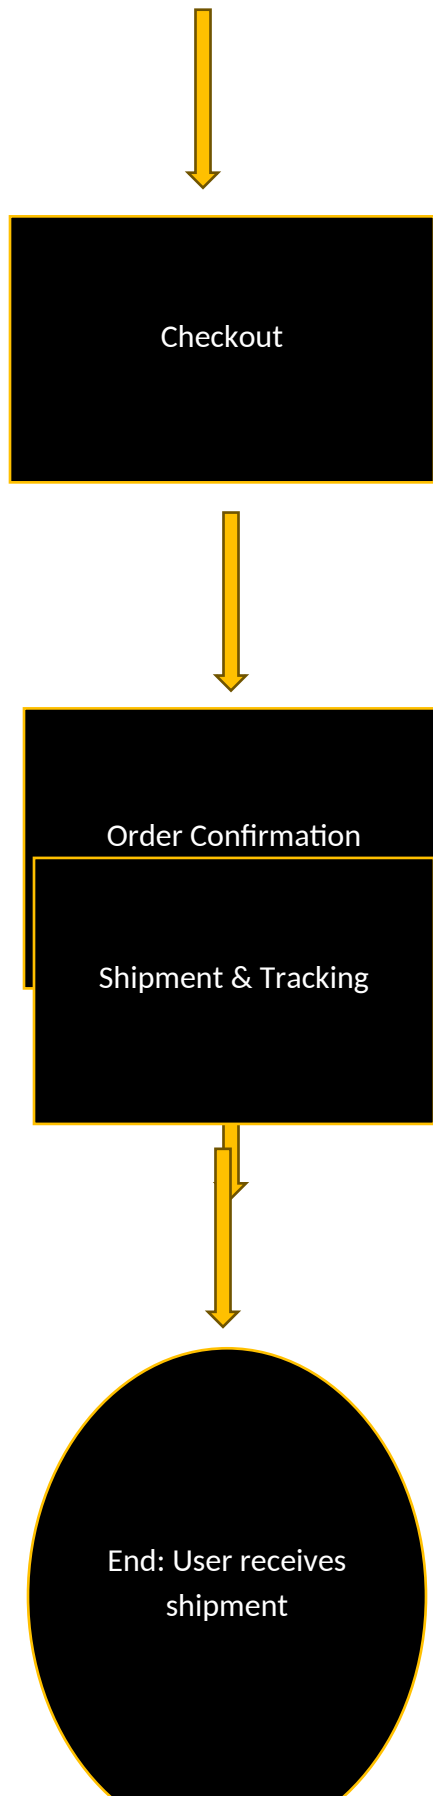 Checkout
Order Confirmation
Shipment & Tracking
End: User receives
shipment